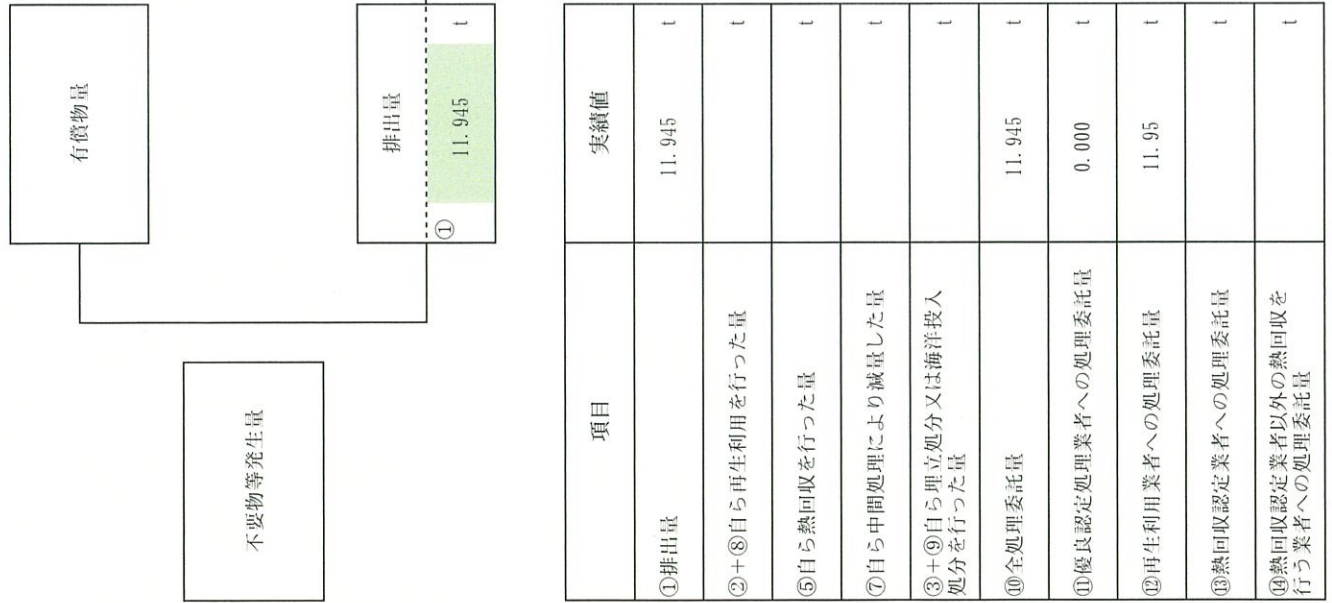 不要物等発生量
有償物量
排出量
①
11.945
t
項目
実績値
①排出量
11.945 t
②+⑧自ら再生利用を行った量
t
⑤自ら熱回収を行った量
t
⑦自ら中間処理により減量した量
t
③+⑨自ら埋立処分又は海洋投入
処分を行った量
t
⑩全処理委託量
11.945 t
⑪優良認定処理業者への処理委託量
0.000 t
⑫再生利用業者への処理委託量
11.95 t
⑬熱回収認定業者への処理委託量
t
⑭熱回収認定業者以外の熱回収を
行う業者への処理委託量
t